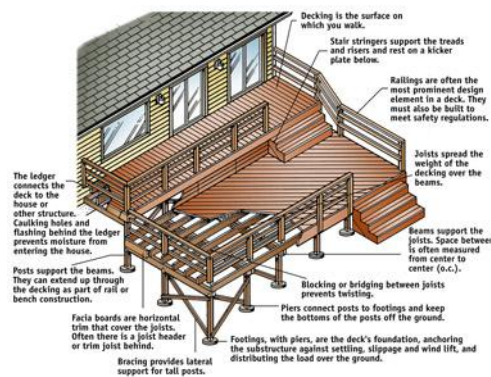 Decking is the surface on
which you walk.
Stair stringers support the treads
and risers and rest on a kicker
plate below.
Railings are often the
most prominent design
element in a deck. They
must also be built to
meet safety regulations.
Joists spread the
weight of the
decking over the
beams.
The ledger
connects the
deck to the
house or
other structure.
Caulking holes and
flashing behind the ledger
prevents moisture from
entering the house.
Beams support the
joists. Space between
is often measured
from center to
center (o.c.).
Posts support the beams.
They can extend up through
the decking as part of rail or
bench construction.
Blocking or bridging between joists
prevents twisting.
Facia boards are horizontal
trim that cover the joists.
Often there is a joist header
or trim joist behind.
Piers connect posts to footings and keep
the bottoms of the posts off the ground.
Bracing provides lateral
support for tall posts.
Footings, with piers, are the deck's foundation, anchoring
the substructure against settling, slippage and wind lift, and
distributing the load over the ground.